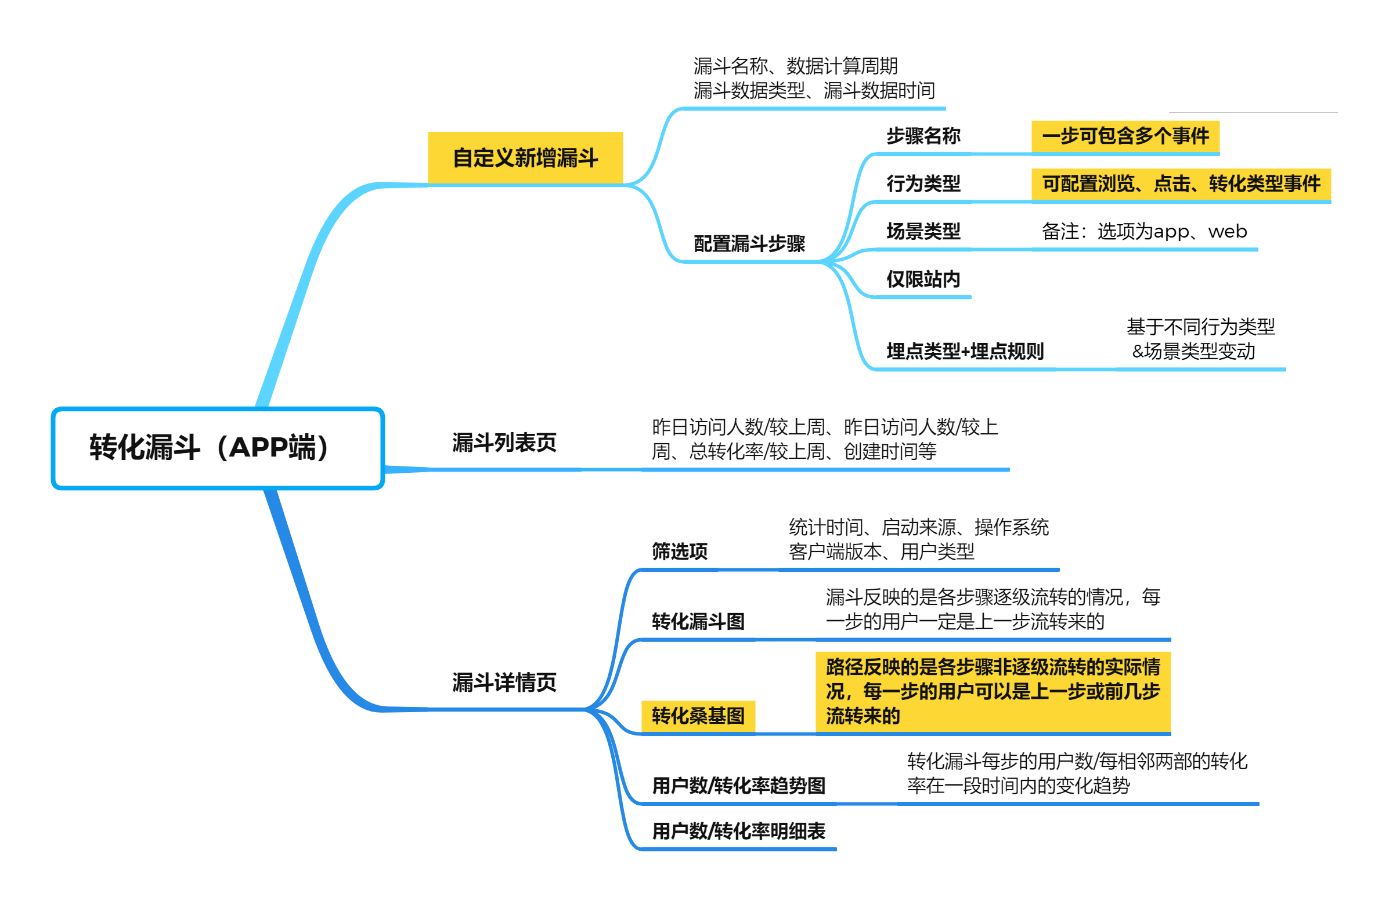 转化漏斗（APP端）
自定义新增漏斗
漏斗名称、数据计算周期
漏斗数据类型、漏斗数据时间
配置漏斗步骤
步骤名称
一步可包含多个事件
行为类型
可配置浏览、点击、转化类型事件
场景类型
备注：选项为app、web
仅限站内
埋点类型+埋点规则
基于不同行为类型
&场景类型变动
漏斗列表页
昨日访问人数/较上周、昨日访问人数/较上
周、总转化率/较上周、创建时间等
漏斗详情页
筛选项
统计时间、启动来源、操作系统
客户端版本、用户类型
转化漏斗图
漏斗反映的是各步骤逐级流转的情况，每
一步的用户一定是上一步流转来的
转化桑基图
路径反映的是各步骤非逐级流转的实际情
况，每一步的用户可以是上一步或前几步
流转来的
用户数/转化率趋势图
转化漏斗每步的用户数/每相邻两部的转化
率在一段时间内的变化趋势
用户数/转化率明细表